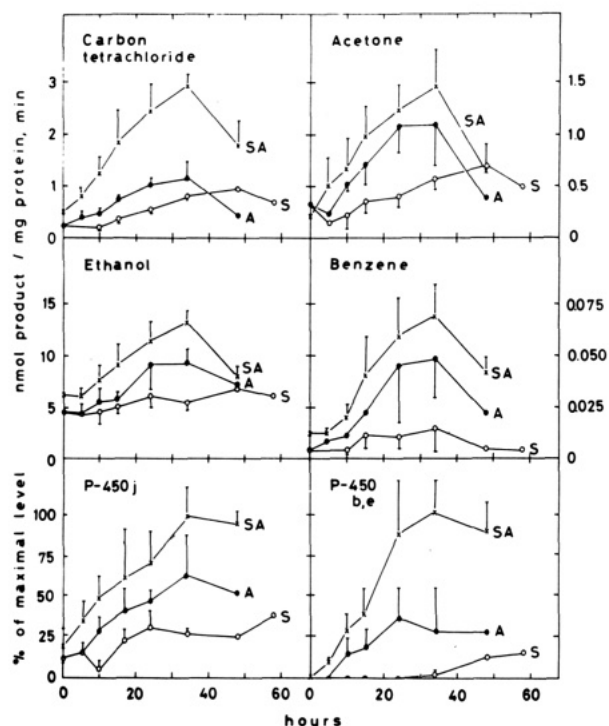 Carbon
tetrachloride
Acetone
nmol product / mg protein, min
3
2
1
0
SA
A
S
1.5
1.0
0.5
0
SA
A
Ethanol
Benzene
15
10
5
0
SA
A
S
0.075
0.050
0.025
0
SA
A
S
P-450j
P-450
b,e
% of maximal level
100
75
50
25
0
SA
A
S
SA
A
S
0 20 40 60
0 20 40 60
hours